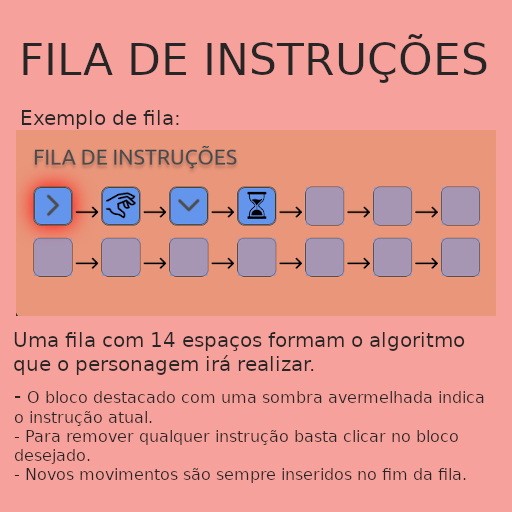 FILA DE INSTRUÇÕES
Exemplo de fila:
FILA DE INSTRUÇÕES
Uma fila com 14 espaços formam o algoritmo
que o personagem irá realizar.
- O bloco destacado com uma sombra avermelhada indica
o instrução atual.
- Para remover qualquer instrução basta clicar no bloco
desejado.
- Novos movimentos são sempre inseridos no fim da fila.